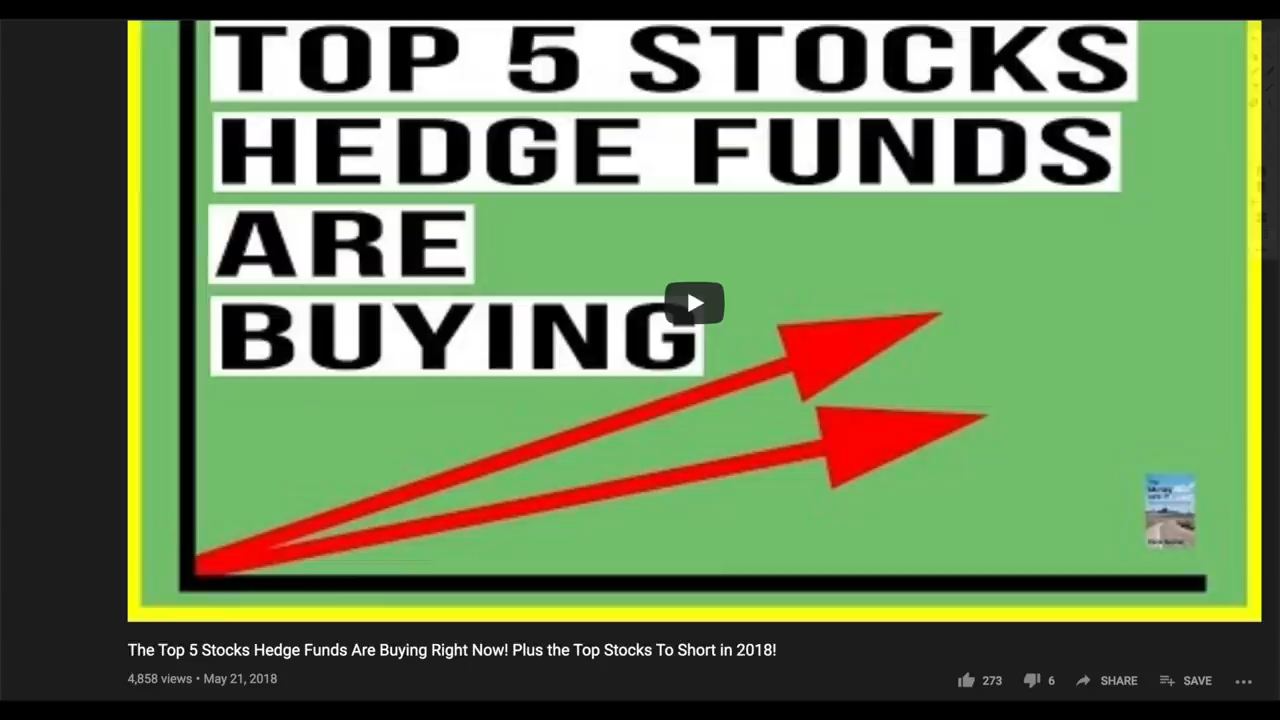 TOP 5 STOCKS
HEDGE FUNDS
ARE
BUYING
The Top 5 Stocks Hedge Funds Are Buying Right Now! Plus the Top Stocks To Short in 2018!
4,858 views • May 21, 2018
273
6
SHARE
SAVE